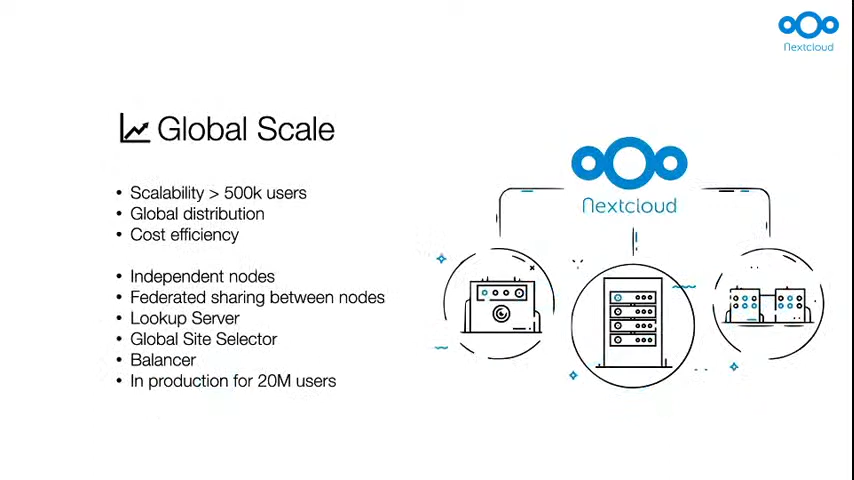 Nextcloud
Global Scale
Scalability > 500k users
Global distribution
Cost efficiency
Independent nodes
Federated sharing between nodes
Lookup Server
Global Site Selector
Balancer
In production for 20M users
Nextcloud